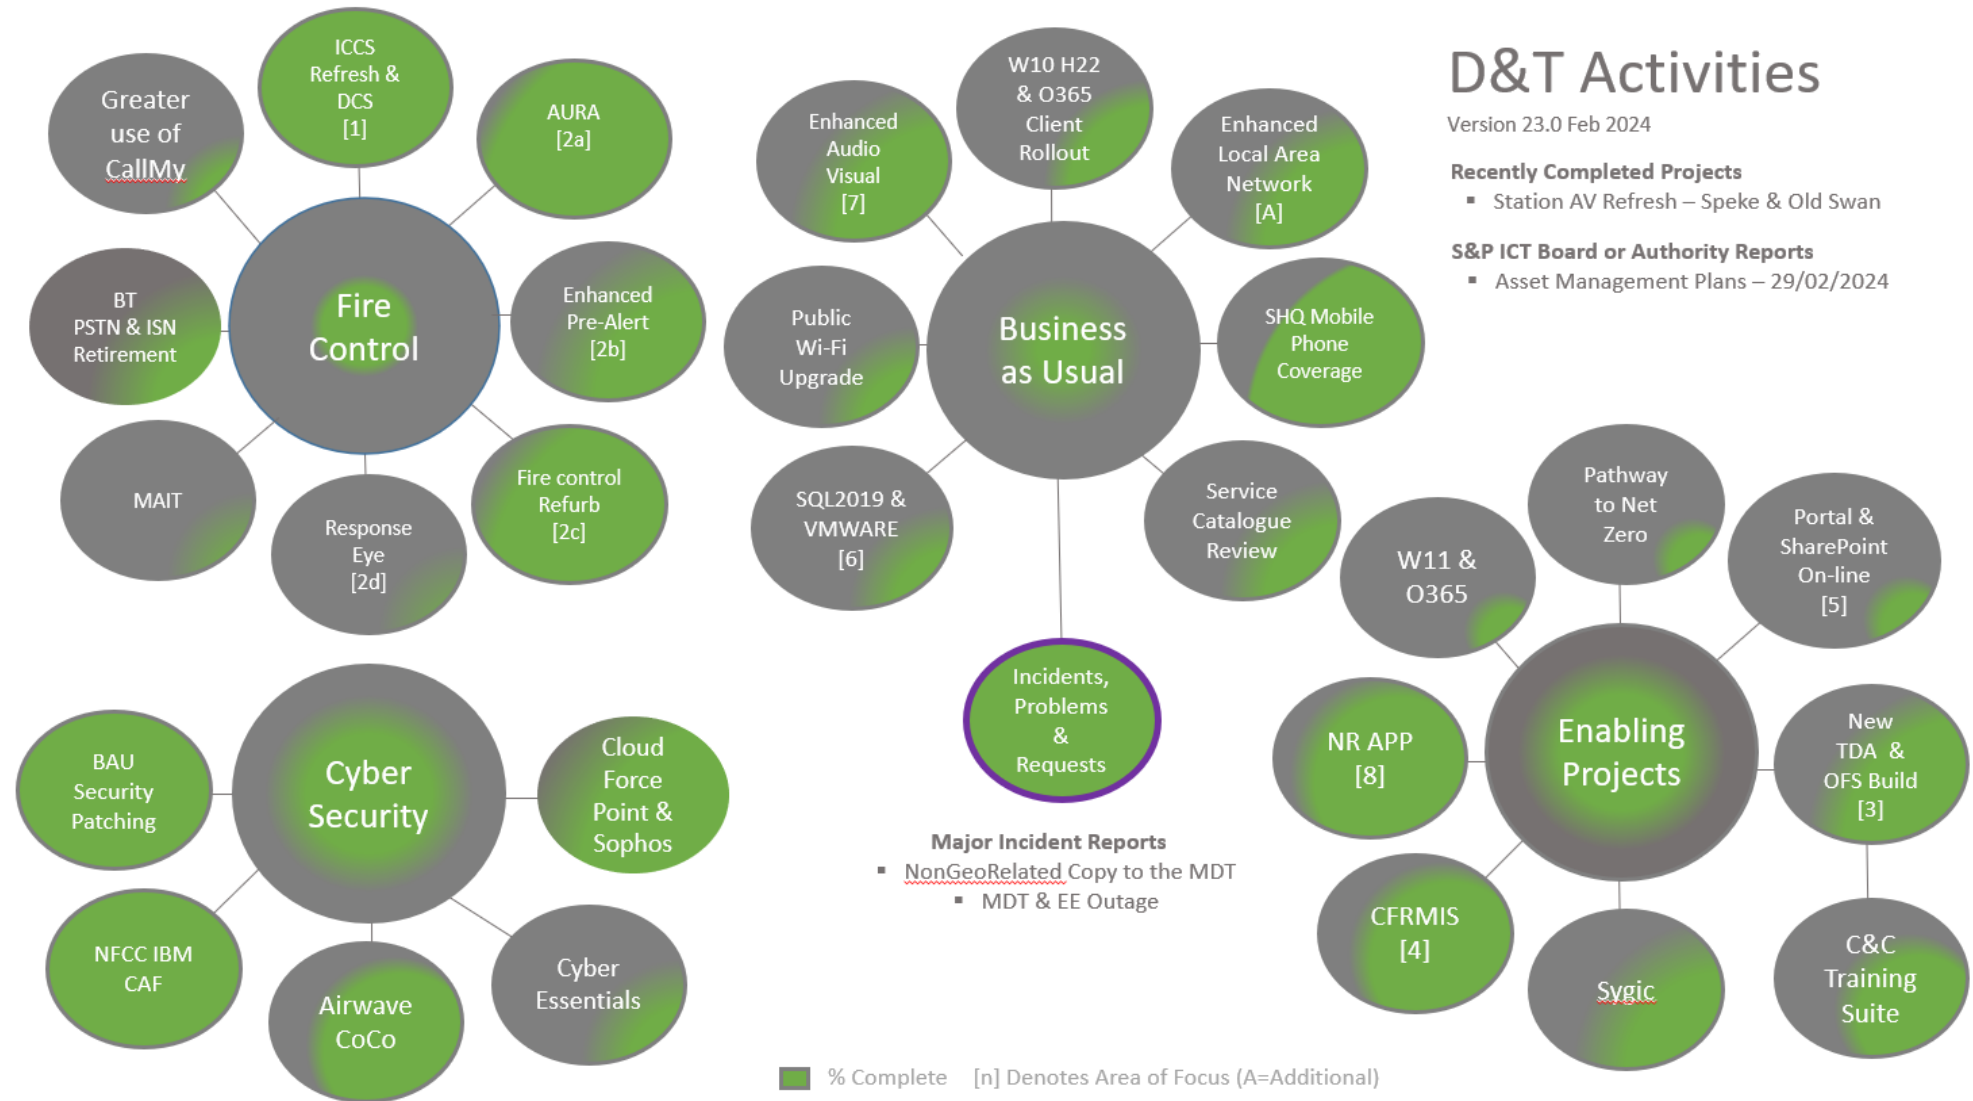 D&T Activities
Version 23.0 Feb 2024
Recently Completed Projects
▪ Station AV Refresh – Speke & Old Swan
S&P ICT Board or Authority Reports
▪ Asset Management Plans – 29/02/2024
Fire
Control
Greater
use of
CallMy
ICCS
Refresh &
DCS
[1]
AURA
[2a]
Enhanced
Pre-Alert
[2b]
Fire control
Refurb
[2c]
Response
Eye
[2d]
MAIT
BT
PSTN & ISN
Retirement
Business
as Usual
Enhanced
Audio
Visual
[7]
W10 H22
& O365
Client
Rollout
Enhanced
Local Area
Network
[A]
SHQ Mobile
Phone
Coverage
Service
Catalogue
Review
Incidents,
Problems
&
Requests
SQL2019 &
VMWARE
[6]
Public
Wi-Fi
Upgrade
Major Incident Reports
▪ NonGeoRelated Copy to the MDT
▪ MDT & EE Outage
Cyber
Security
BAU
Security
Patching
NFCC IBM
CAF
Airwave
CoCo
Cyber
Essentials
Cloud
Force
Point &
Sophos
Enabling
Projects
W11 &
O365
Pathway
to Net
Zero
Portal &
SharePoint
On-line
[5]
New
TDA &
OFS Build
[3]
C&C
Training
Suite
Sygic
CFRMIS
[4]
NR APP
[8]
% Complete [n] Denotes Area of Focus (A=Additional)